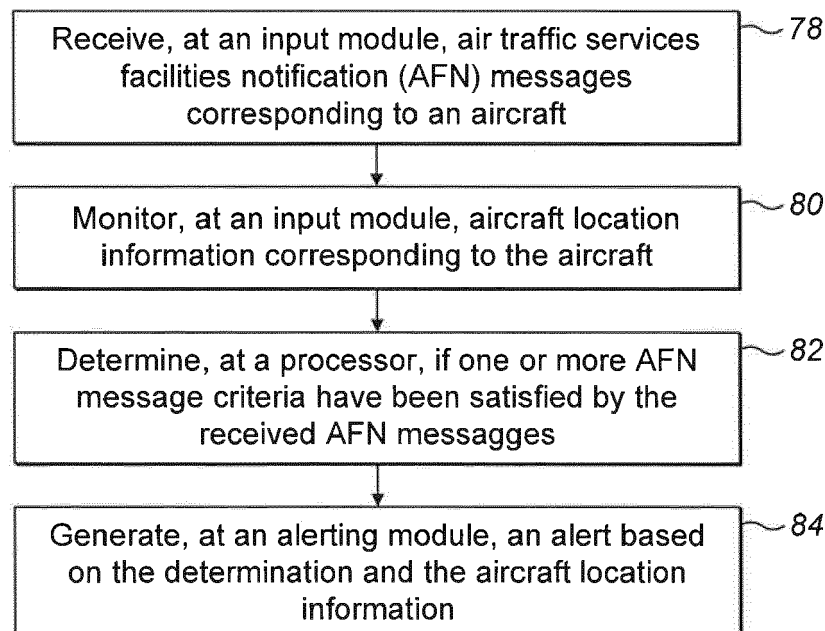 Receive, at an input module, air traffic services
facilities notification (AFN) messages
corresponding to an aircraft
78
Monitor, at an input module, aircraft location
information corresponding to the aircraft
80
Determine, at a processor, if one or more AFN
message criteria have been satisfied by the
received AFN messagges
82
Generate, at an alerting module, an alert based
on the determination and the aircraft location
information
84